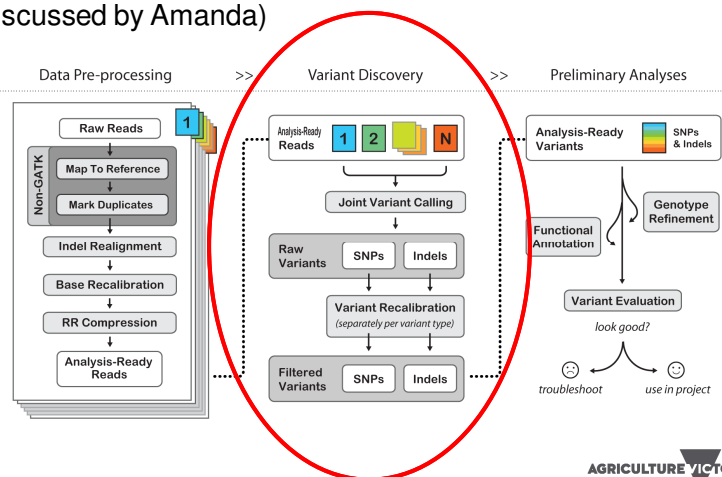 scussed by Amanda)
Data Pre-processing >> Variant Discovery >> Preliminary Analyses
Raw Reads
1
Non-GATK
Map To Reference
Mark Duplicates
Indel Realignment
Base Recalibration
RR Compression
Analysis-Ready
Reads
Analysis-Ready
Reads
1 2 N
Joint Variant Calling
Raw
Variants
SNPs Indels
Variant Recalibration
(separately per variant type)
Filtered
Variants
SNPs Indels
Analysis-Ready
Variants
SNPs
& Indels
Genotype
Refinement
Functional
Annotation
Variant Evaluation
look good?
troubleshoot use in project
AGRICULTURE VICTO